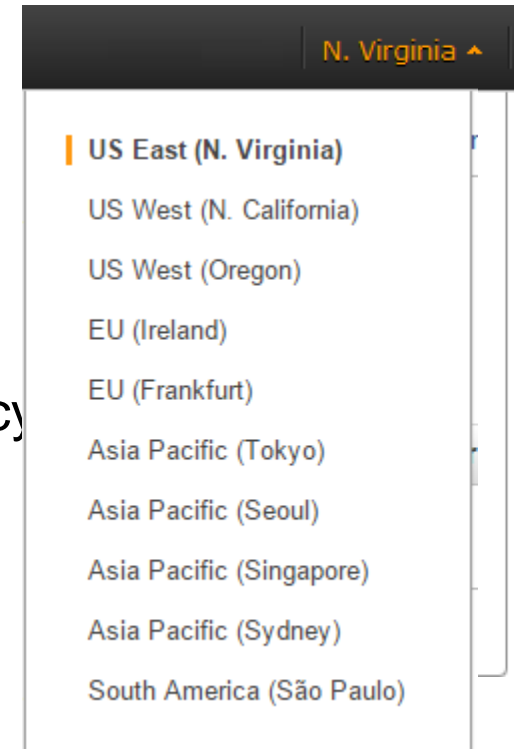 N. Virginia
US East (N. Virginia)
US West (N. California)
US West (Oregon)
EU (Ireland)
EU (Frankfurt)
cy
Asia Pacific (Tokyo)
Asia Pacific (Seoul)
Asia Pacific (Singapore)
Asia Pacific (Sydney)
South America (São Paulo)